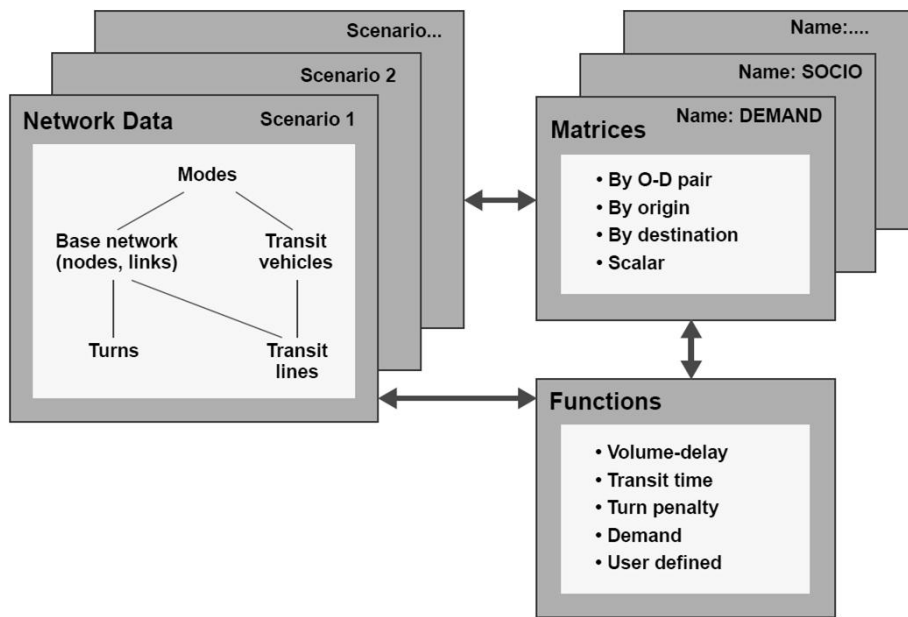 Scenario...
Scenario 2
Network Data Scenario 1
Modes
Base network
(nodes, links)
Transit
vehicles
Turns
Transit
lines
Name:....
Name: SOCIO
Name: DEMAND
Matrices
• By O-D pair
• By origin
• By destination
• Scalar
Functions
• Volume-delay
• Transit time
• Turn penalty
• Demand
• User defined